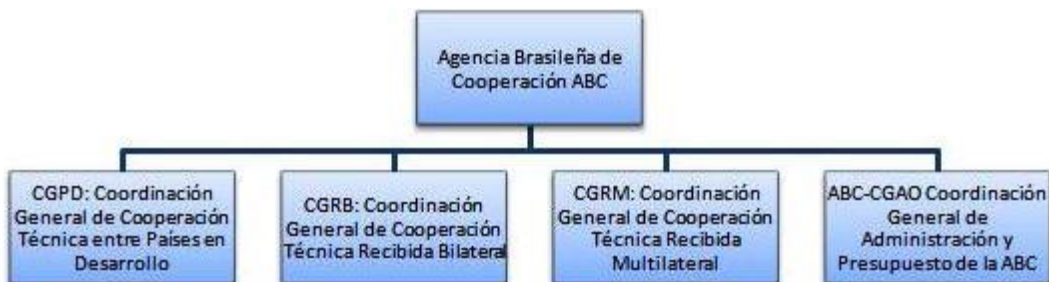 Agencia Brasileña de
Cooperación ABC
CGPD: Coordinación
General de Cooperación
Técnica entre Países en
Desarrollo
CGRB: Coordinación
General de Cooperación
Técnica Recibida Bilateral
CGRM: Coordinación
General de Cooperación
Técnica Recibida
Multilateral
ABC-CGAO Coordinación
General de
Administración y
Presupuesto de la ABC